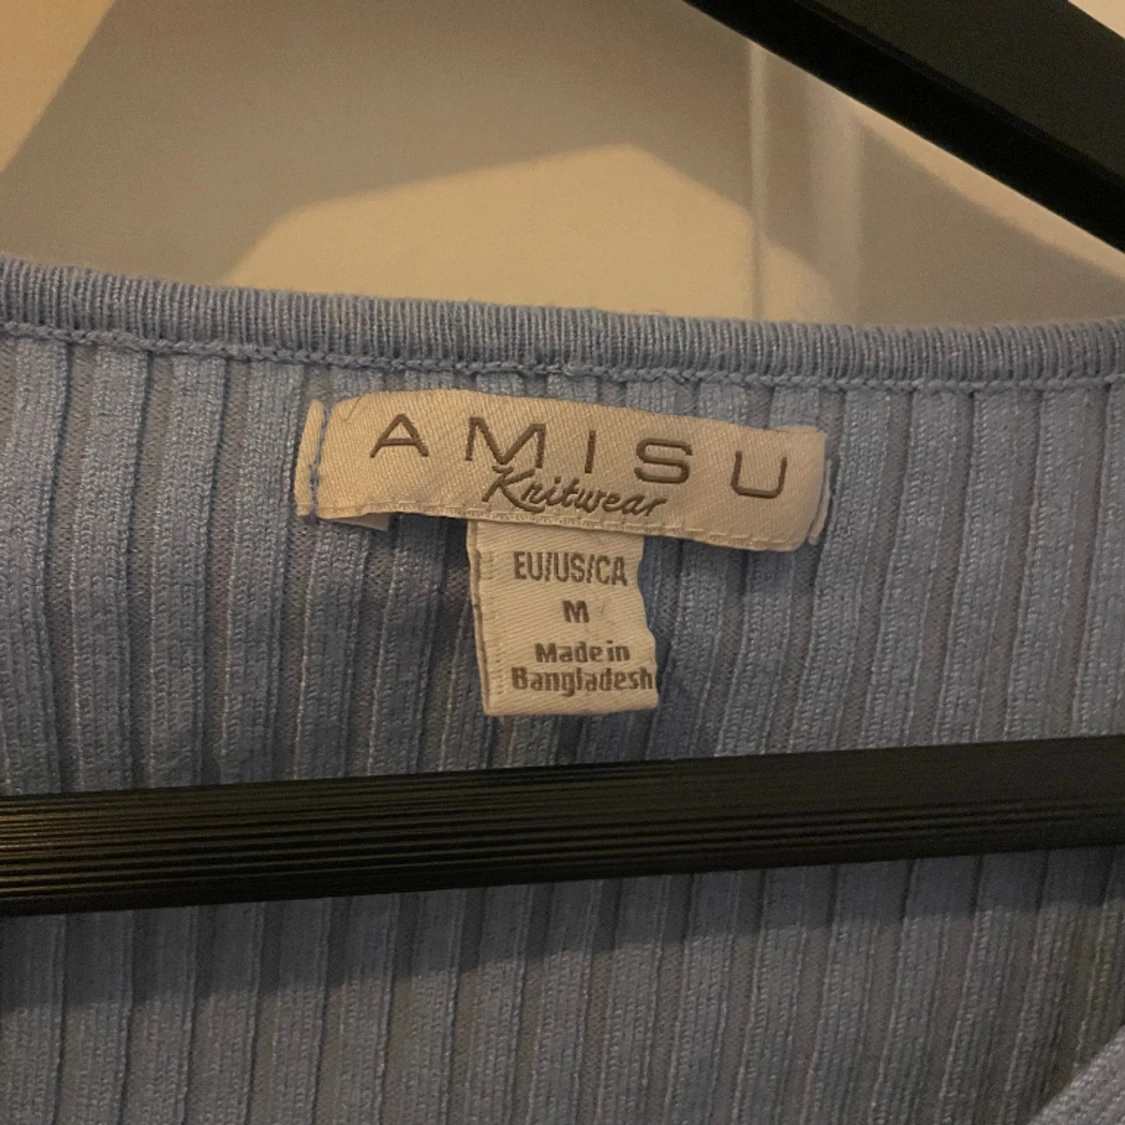 AMISU
Knitwear
EU/US/CA
M
Made in
Bangladesh